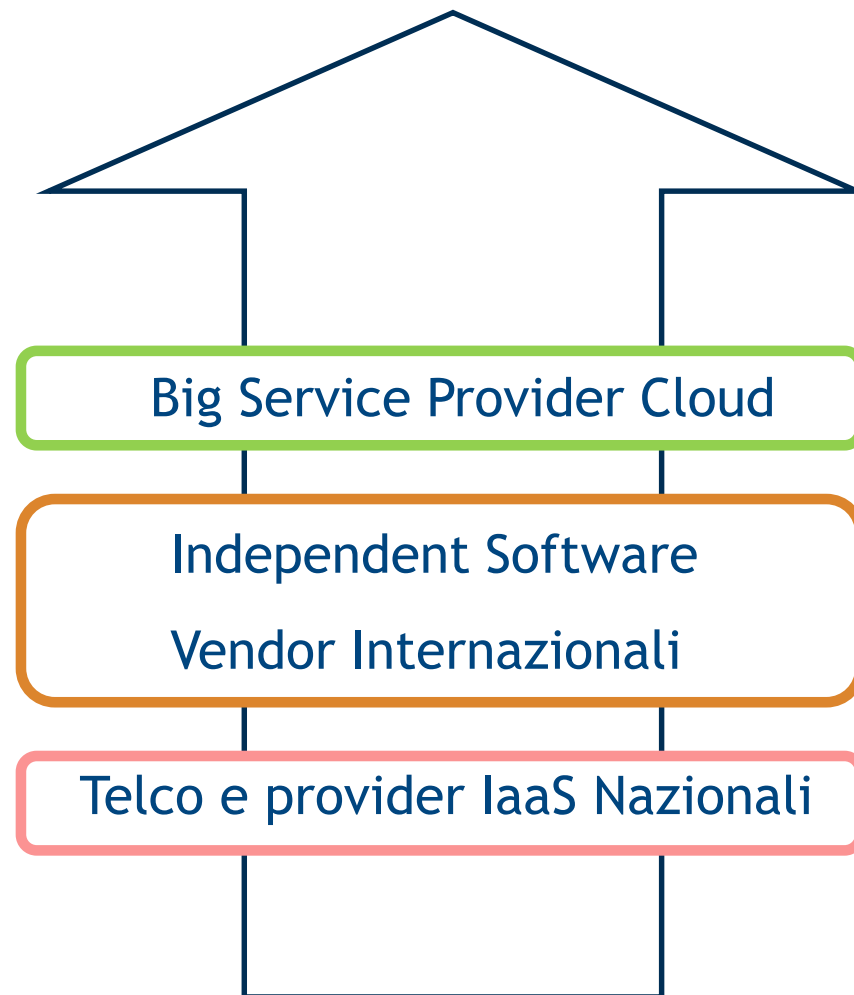 Big Service Provider Cloud
Independent Software
Vendor Internazionali
Telco e provider IaaS Nazionali